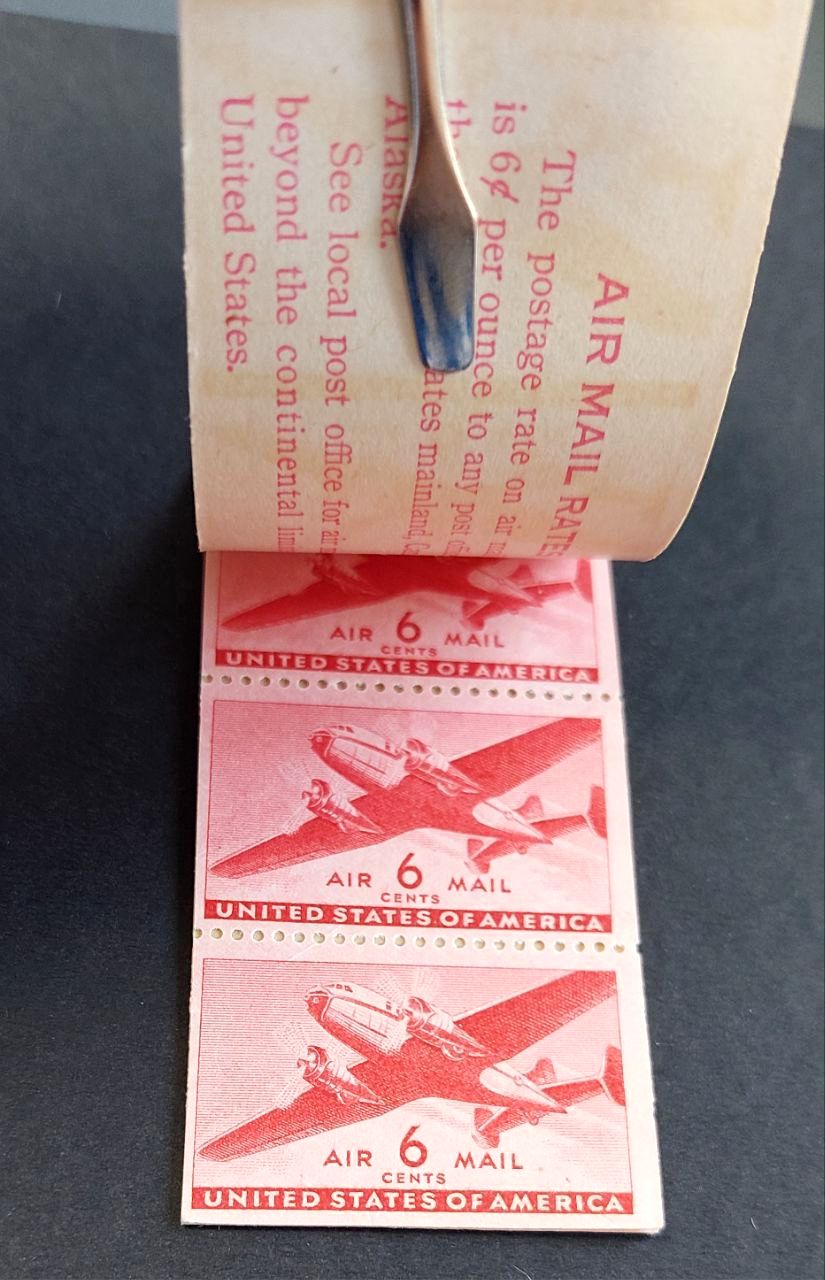 AIR MAIL RATES
The postage rate on air
is 6¢ per ounce to any post
mainland,
Alaska.
See local post office for air
beyond the continental
United States.
AIR 6 MAIL
CENTS
UNITED STATES OF AMERICA
AIR 6 MAIL
CENTS
UNITED STATES OF AMERICA
AIR 6 MAIL
CENTS
UNITED STATES OF AMERICA